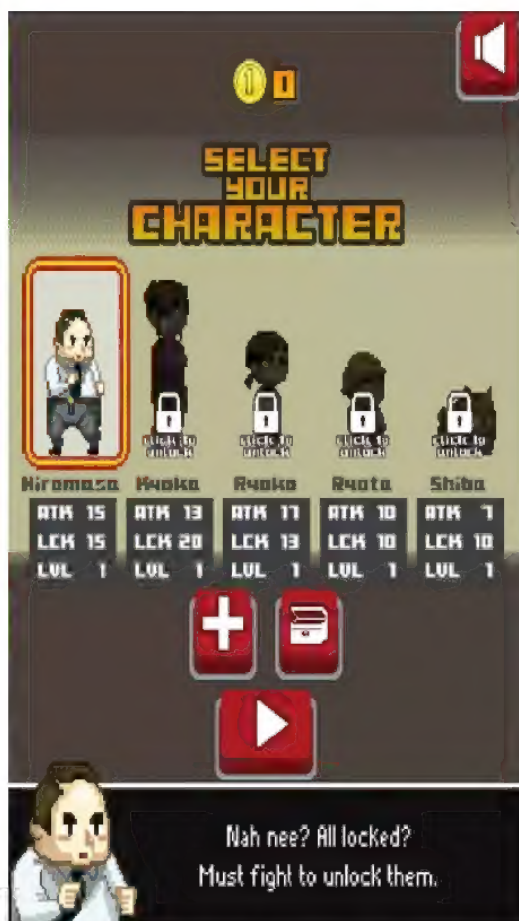 0
SELECT
YOUR
CHARACTER
click to unlock click to unlock click to unlock click to unlock
Hiromasa Kyoka Ryoko Ryota Shiba
ATK 15 ATK 13 ATK 11 ATK 10 ATK 7
LCK 15 LCK 20 LCK 13 LCK 10 LCK 10
LVL 1 LVL 1 LVL 1 LVL 1 LVL 1
Nah nee? All locked?
Must fight to unlock them.